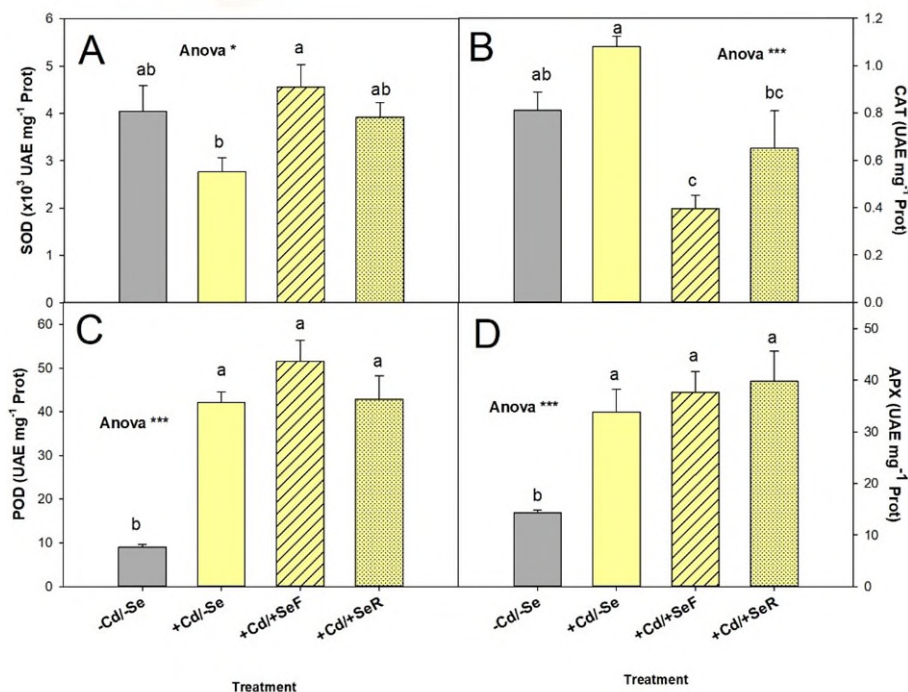 A
Anova *
SOD (x10³ UAE mg⁻¹ Prot)
6
5
4
3
2
1
0
ab
b
a
ab
B
Anova ***
CAT (UAE mg⁻¹ Prot)
1.2
1.0
0.8
0.6
0.4
0.2
0.0
ab
a
c
bc
C
Anova ***
POD (UAE mg⁻¹ Prot)
60
50
40
30
20
10
0
b
a
a
a
-Cd/-Se
+Cd/-Se
+Cd/+SeF
+Cd/+SeR
Treatment
D
Anova ***
APX (UAE mg⁻¹ Prot)
50
40
30
20
10
0
b
a
a
a
-Cd/-Se
+Cd/-Se
+Cd/+SeF
+Cd/+SeR
Treatment